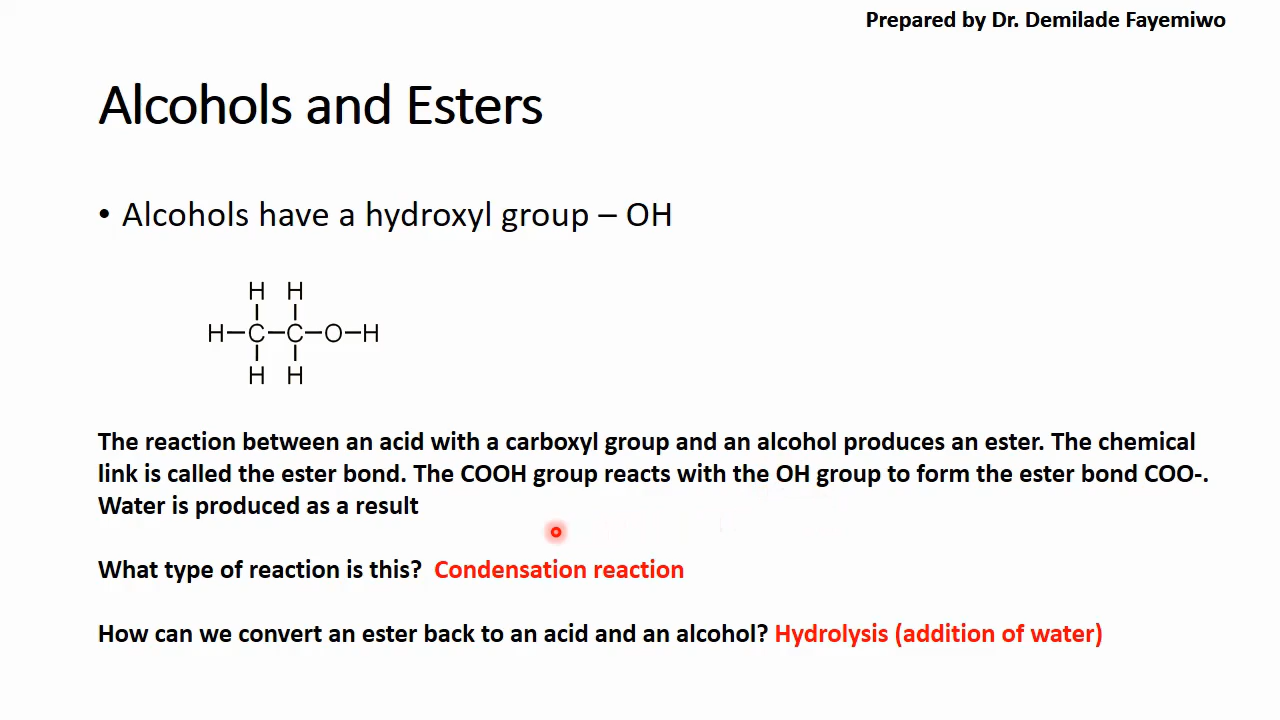 Prepared by Dr. Demilade Fayemiwo
Alcohols and Esters
• Alcohols have a hydroxyl group – OH
H H
H C C O H
H H
The reaction between an acid with a carboxyl group and an alcohol produces an ester. The chemical
link is called the ester bond. The COOH group reacts with the OH group to form the ester bond COO-.
Water is produced as a result
What type of reaction is this? Condensation reaction
How can we convert an ester back to an acid and an alcohol? Hydrolysis (addition of water)